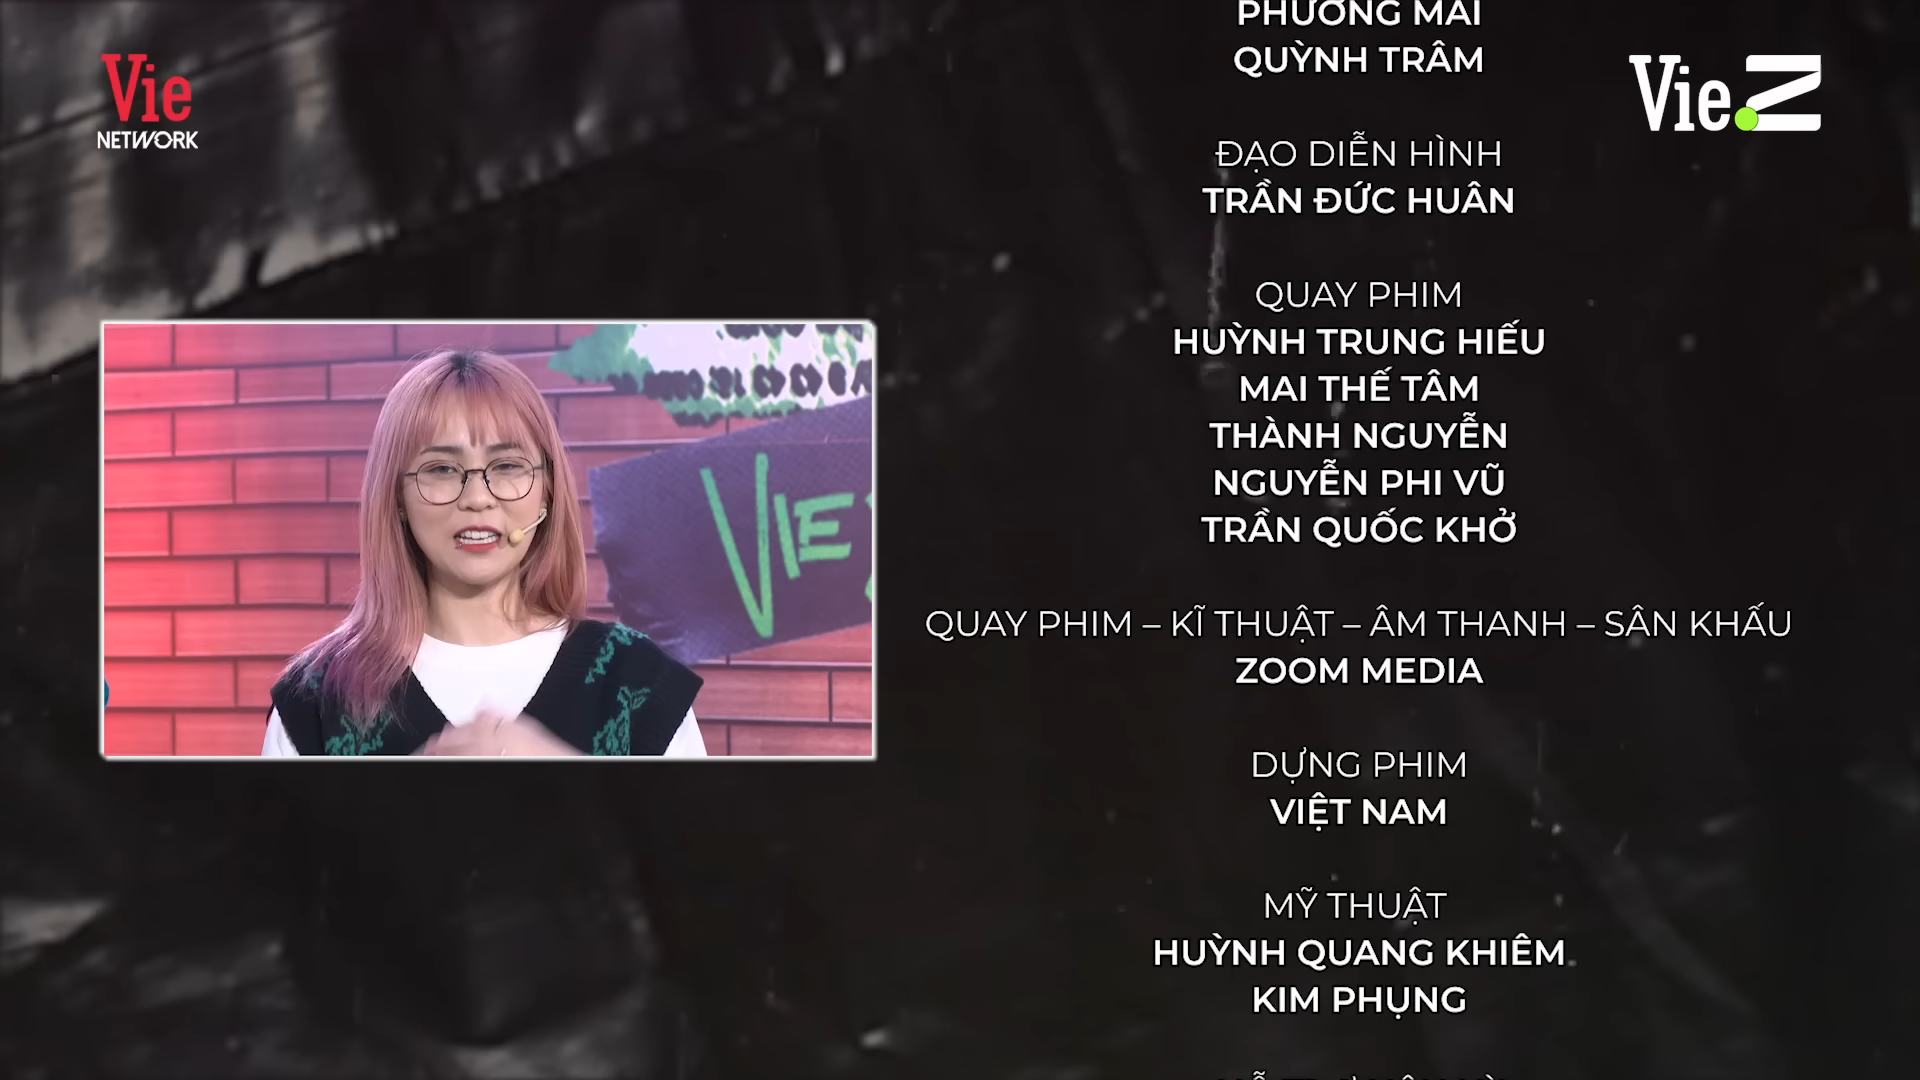 PHƯƠNG MAI
QUỲNH TRÂM
Vie
NETWORK
Vie.Z
ĐẠO DIỄN HÌNH
TRẦN ĐỨC HUÂN
QUAY PHIM
HUỲNH TRUNG HIẾU
MAI THẾ TÂM
THÀNH NGUYỄN
NGUYỄN PHI VŨ
TRẦN QUỐC KHỞ
VIE
QUAY PHIM – KĨ THUẬT – ÂM THANH – SÂN KHẤU
ZOOM MEDIA
DỰNG PHIM
VIỆT NAM
MỸ THUẬT
HUỲNH QUANG KHIÊM
KIM PHỤNG